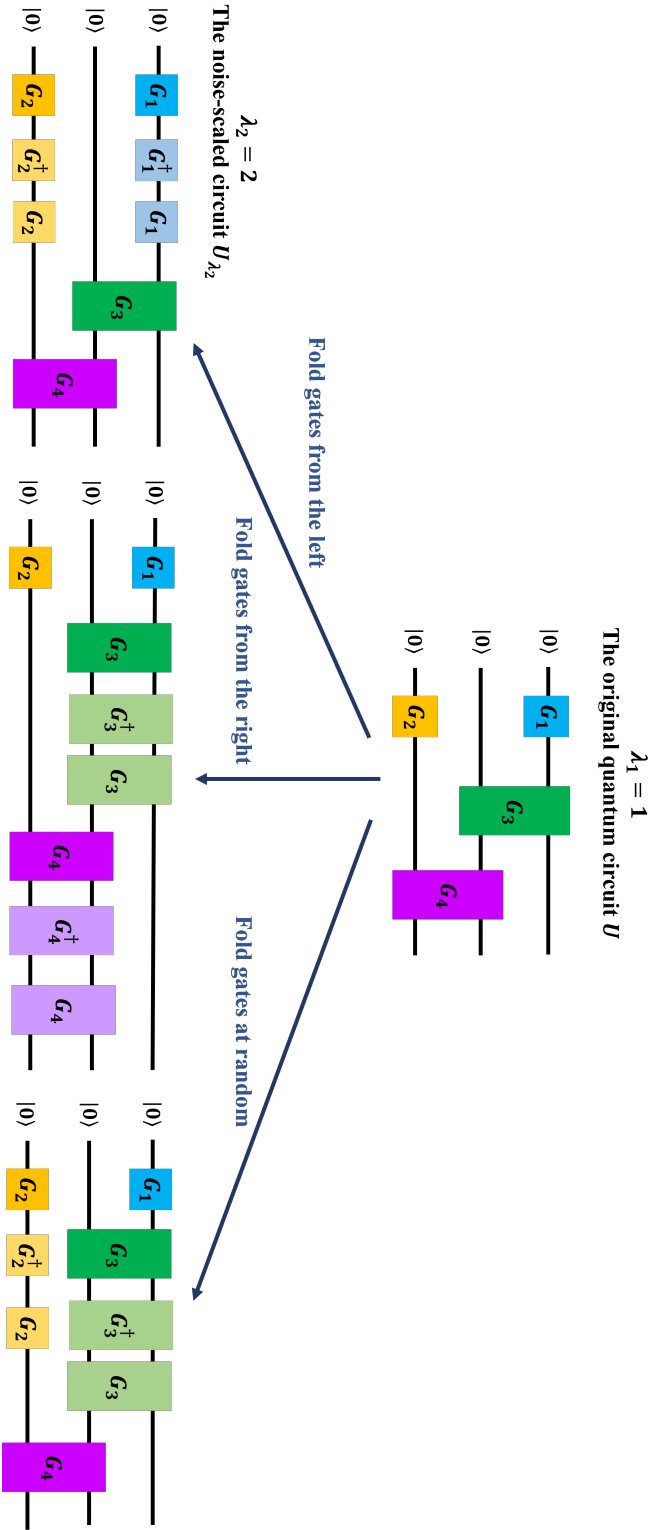 λ₁ = 1
The original quantum circuit U
|0⟩ G₁
G₃
|0⟩
G₄
|0⟩ G₂
Fold gates from the left
Fold gates from the right
Fold gates at random
λ₂ = 2
The noise-scaled circuit U_λ₂
|0⟩ G₁ G₁† G₁
G₃
|0⟩
G₄
|0⟩ G₂ G₂† G₂
|0⟩ G₁
G₃ G₃† G₃
|0⟩
G₄ G₄† G₄
|0⟩ G₂
|0⟩ G₁
G₃ G₃† G₃
|0⟩
G₄
|0⟩ G₂ G₂† G₂